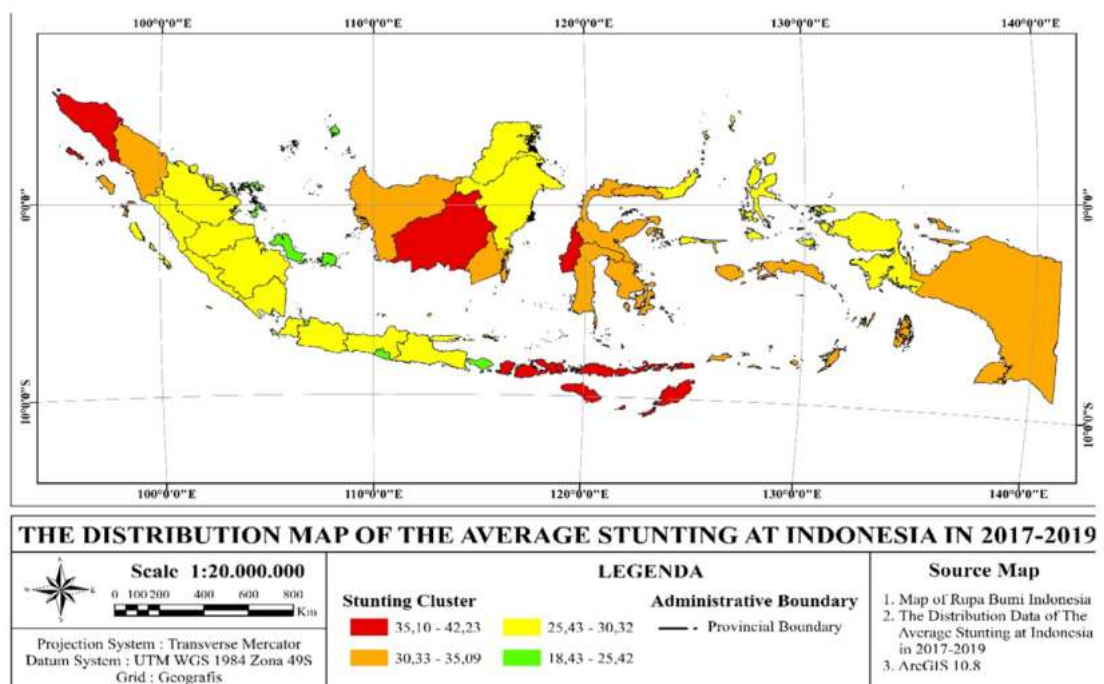 100°0'0"E 110°0'0"E 120°0'0"E 130°0'0"E 140°0'0"E
0°0'0" 0°0'0"
10°0'0"S 10°0'0"S
100°0'0"E 110°0'0"E 120°0'0"E 130°0'0"E 140°0'0"E
THE DISTRIBUTION MAP OF THE AVERAGE STUNTING AT INDONESIA IN 2017-2019
Scale 1:20.000.000
0 100 200 400 600 800
Km
Projection System : Transverse Mercator
Datum System : UTM WGS 1984 Zona 49S
Grid : Geografis
LEGENDA
Stunting Cluster
35,10 - 42,23
30,33 - 35,09
25,43 - 30,32
18,43 - 25,42
Administrative Boundary
Provincial Boundary
Source Map
1. Map of Rupa Bumi Indonesia
2. The Distribution Data of The
Average Stunting at Indonesia
in 2017-2019
3. ArcGIS 10.8